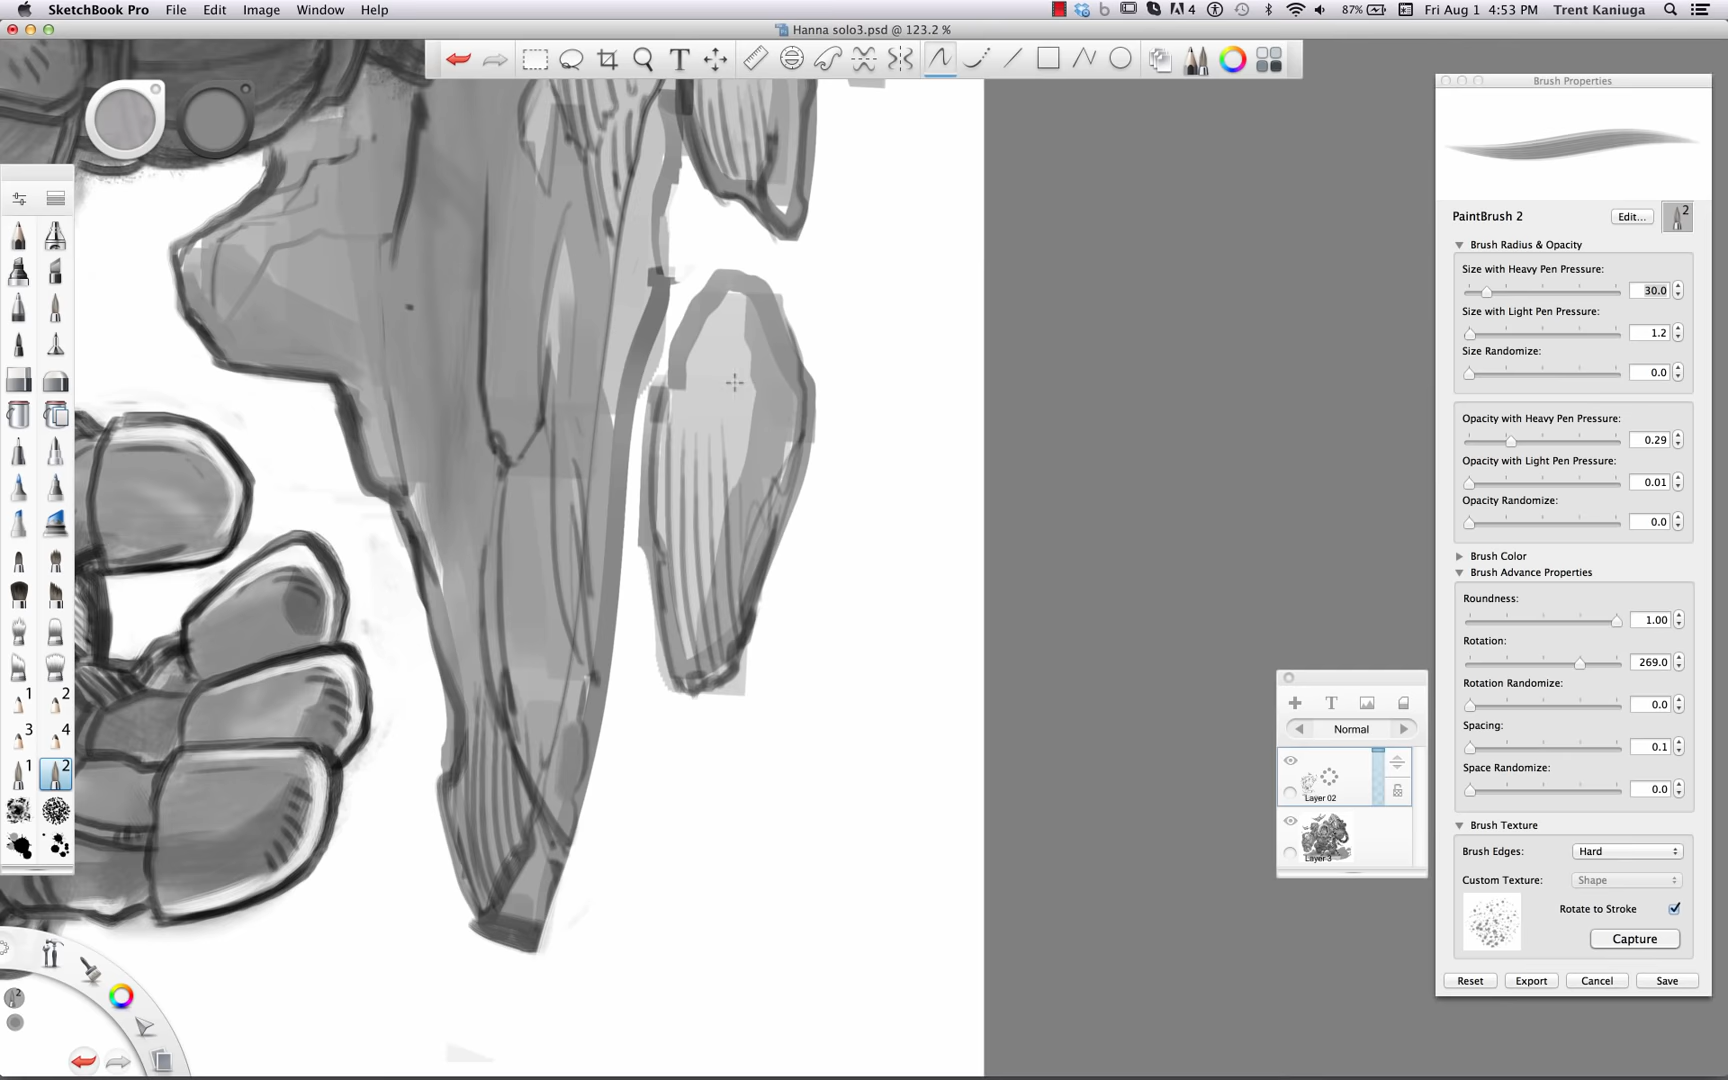 SketchBook Pro File Edit Image Window Help
4 87% Fri Aug 1 4:53 PM Trent Kaniuga
Hanna solo3.psd @ 123.2 %
T
Brush Properties
PaintBrush 2 Edit... 2
Brush Radius & Opacity
Size with Heavy Pen Pressure:
30.0
Size with Light Pen Pressure:
1.2
Size Randomize:
0.0
Opacity with Heavy Pen Pressure:
0.29
Opacity with Light Pen Pressure:
0.01
Opacity Randomize:
0.0
Brush Color
Brush Advance Properties
Roundness:
1.00
Rotation:
269.0
Rotation Randomize:
0.0
Spacing:
0.1
Space Randomize:
0.0
Brush Texture
Brush Edges: Hard
Custom Texture: Shape
Rotate to Stroke
Capture
Reset Export Cancel Save
T
Normal
Layer 02
Layer 3
1 2
3 4
1 2
2